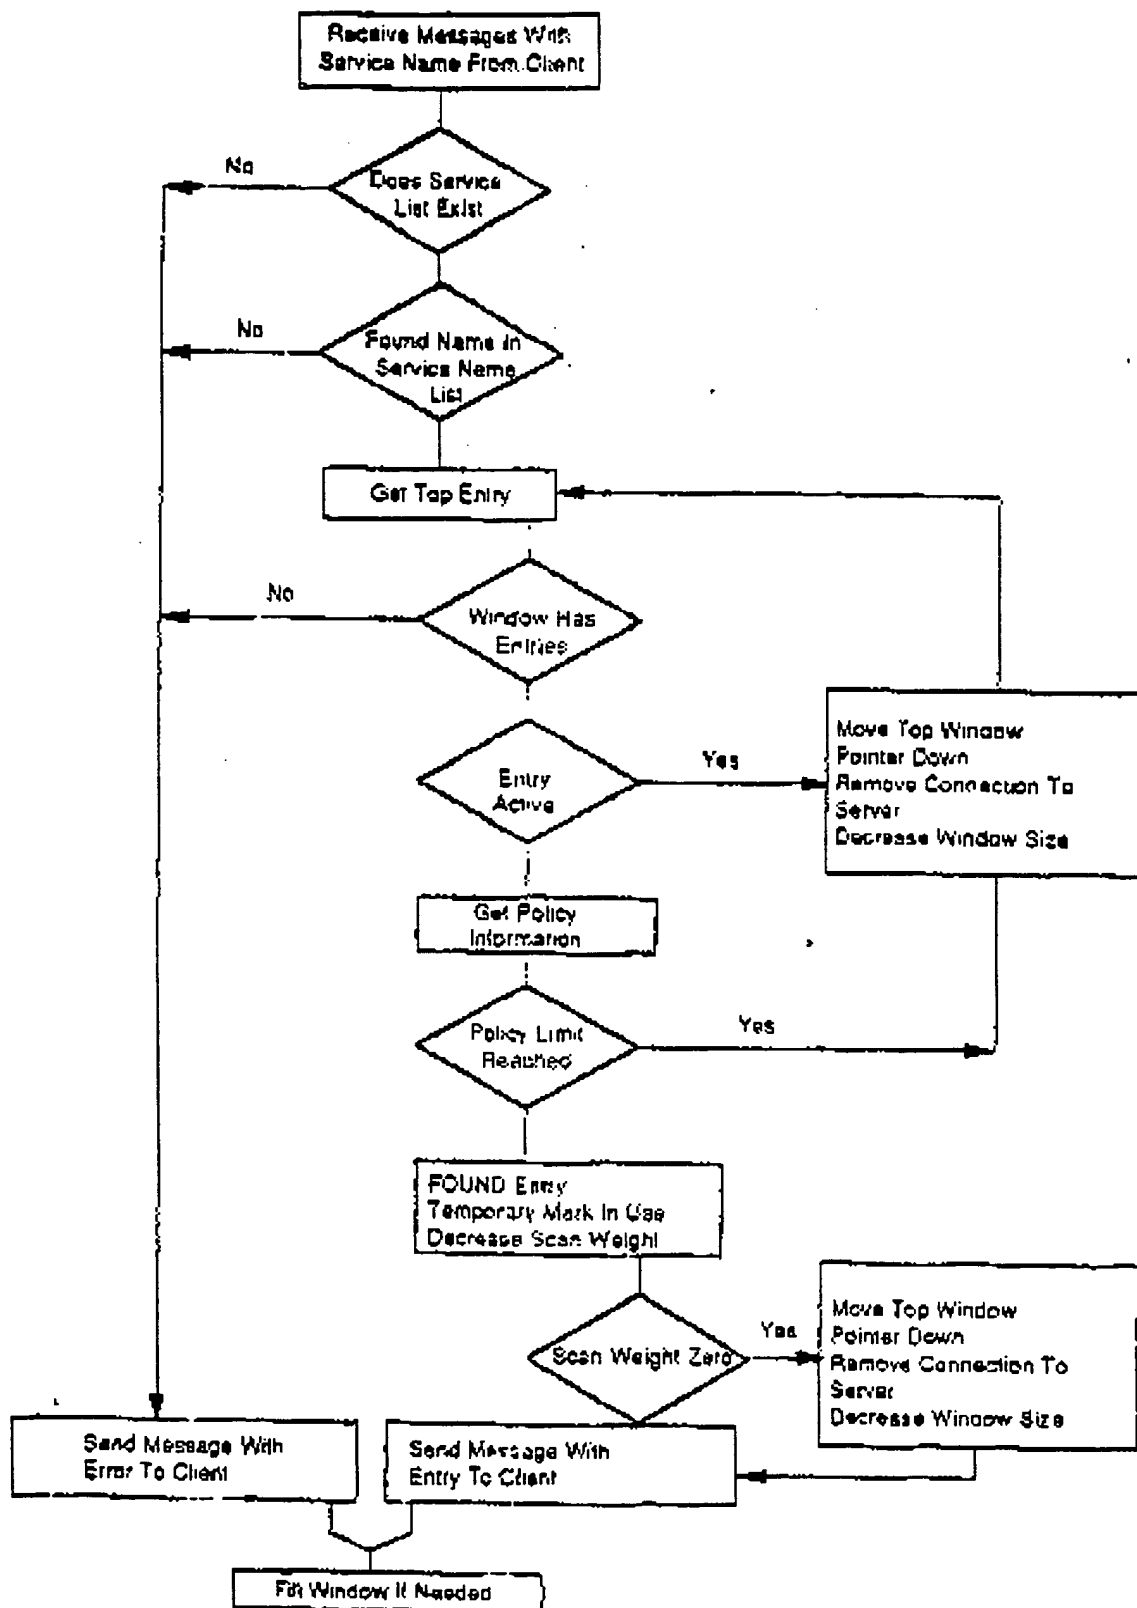 Receive Messages With
Service Name From Client
No
Does Service
List Exist
No
Found Name In
Service Name
List
Get Top Entry
No
Window Has
Entries
Entry
Active
Yes
Move Top Window
Pointer Down
Remove Connection To
Server
Decrease Window Size
Get Policy
Information
Policy Limit
Reached
Yes
FOUND Entry
Temporary Mark In Use
Decrease Scan Weight
Scan Weight Zero
Yes
Move Top Window
Pointer Down
Remove Connection To
Server
Decrease Window Size
Send Message With
Error To Client
Send Message With
Entry To Client
Fill Window If Needed